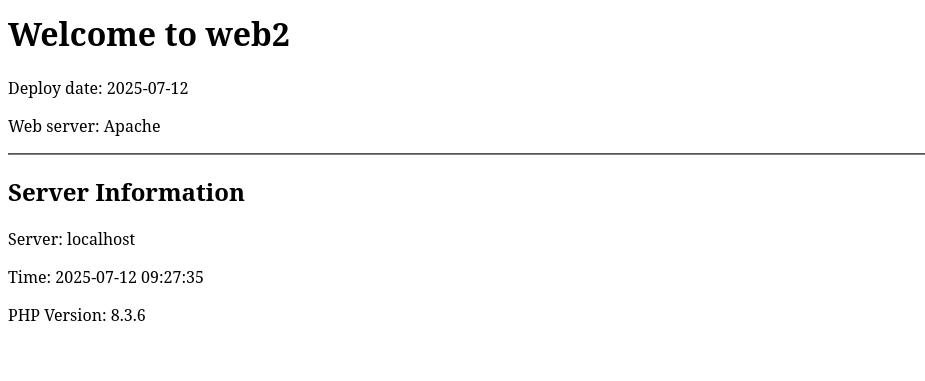 Welcome to web2
Deploy date: 2025-07-12
Web server: Apache
Server Information
Server: localhost
Time: 2025-07-12 09:27:35
PHP Version: 8.3.6